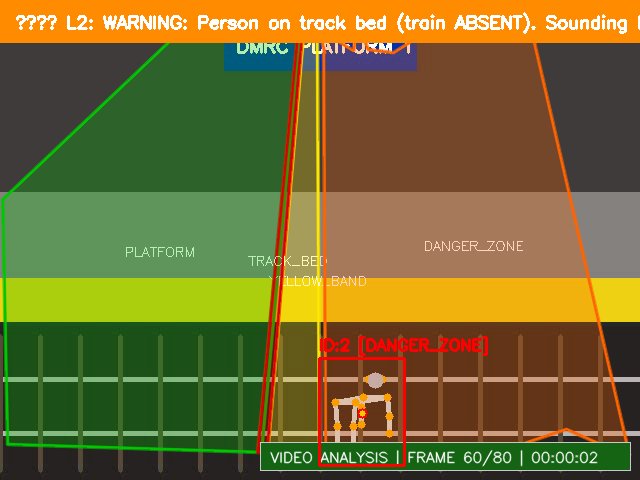 ???? L2: WARNING: Person on track bed (train ABSENT). Sounding
DMRC PLATFORM 1
PLATFORM
DANGER_ZONE
TRACK_BED
YELLOW_BAND
ID:2 [DANGER_ZONE]
VIDEO ANALYSIS | FRAME 60/80 | 00:00:02